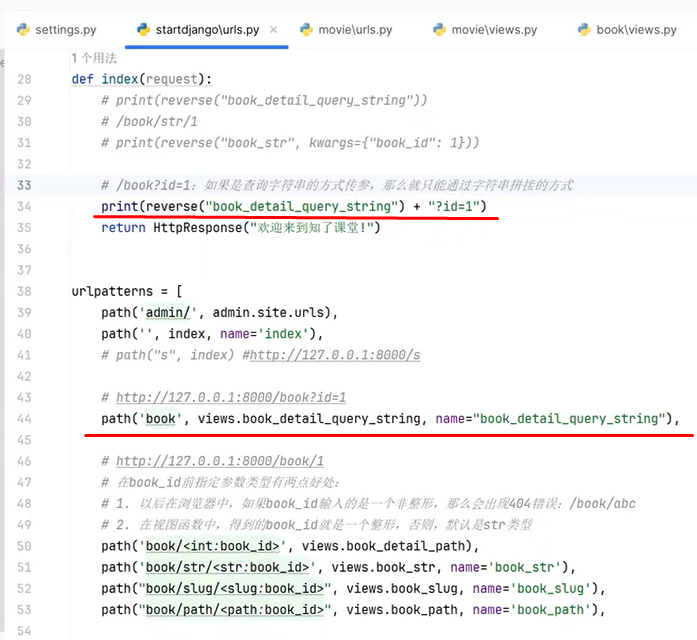 settings.py startdjango\urls.py × movie\urls.py movie\views.py book\views.py
1 个用法
28 def index(request):
29 # print(reverse("book_detail_query_string"))
30 # /book/str/1
31 # print(reverse("book_str", kwargs={"book_id": 1}))
32
33 # /book?id=1: 如果是查询字符串的方式传参，那么就只能通过字符串拼接的方式
34 print(reverse("book_detail_query_string") + "?id=1")
35 return HttpResponse("欢迎来到知了课堂!")
36
37
38 urlpatterns = [
39 path('admin/', admin.site.urls),
40 path('', index, name='index'),
41 # path("s", index) #http://127.0.0.1:8000/s
42
43 # http://127.0.0.1:8000/book?id=1
44 path('book', views.book_detail_query_string, name="book_detail_query_string"),
45
46 # http://127.0.0.1:8000/book/1
47 # 在book_id前指定参数类型有两点好处:
48 # 1. 以后在浏览器中，如果book_id输入的是一个非整形，那么会出现404错误: /book/abc
49 # 2. 在视图函数中，得到的book_id就是一个整形，否则，默认是str类型
50 path('book/<int:book_id>', views.book_detail_path),
51 path('book/str/<str:book_id>', views.book_str, name='book_str'),
52 path("book/slug/<slug:book_id>", views.book_slug, name='book_slug'),
53 path("book/path/<path:book_id>", views.book_path, name='book_path'),
54